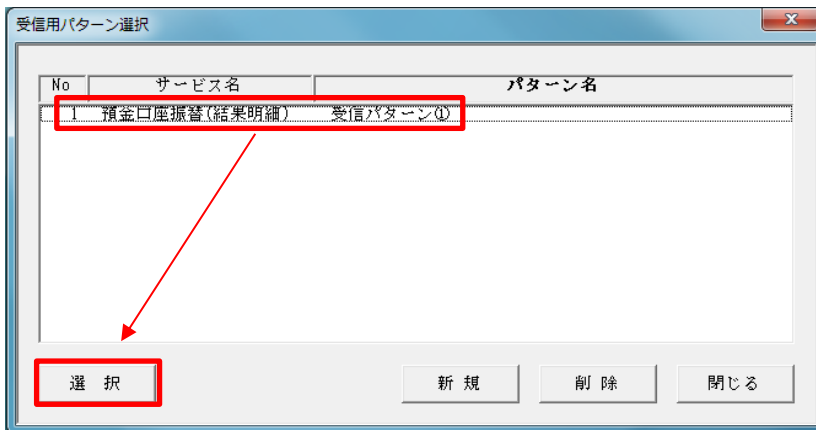 受信用パターン選択
No サービス名 パターン名
1 預金口座振替(結果明細) 受信パターン①
選 択 新 規 削 除 閉じる